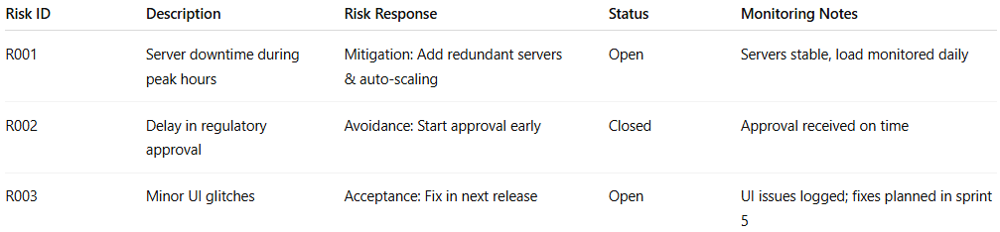 Risk ID Description Risk Response Status Monitoring Notes
R001 Server downtime during Mitigation: Add redundant servers Open Servers stable, load monitored daily
peak hours & auto-scaling
R002 Delay in regulatory Avoidance: Start approval early Closed Approval received on time
approval
R003 Minor UI glitches Acceptance: Fix in next release Open UI issues logged; fixes planned in sprint
5